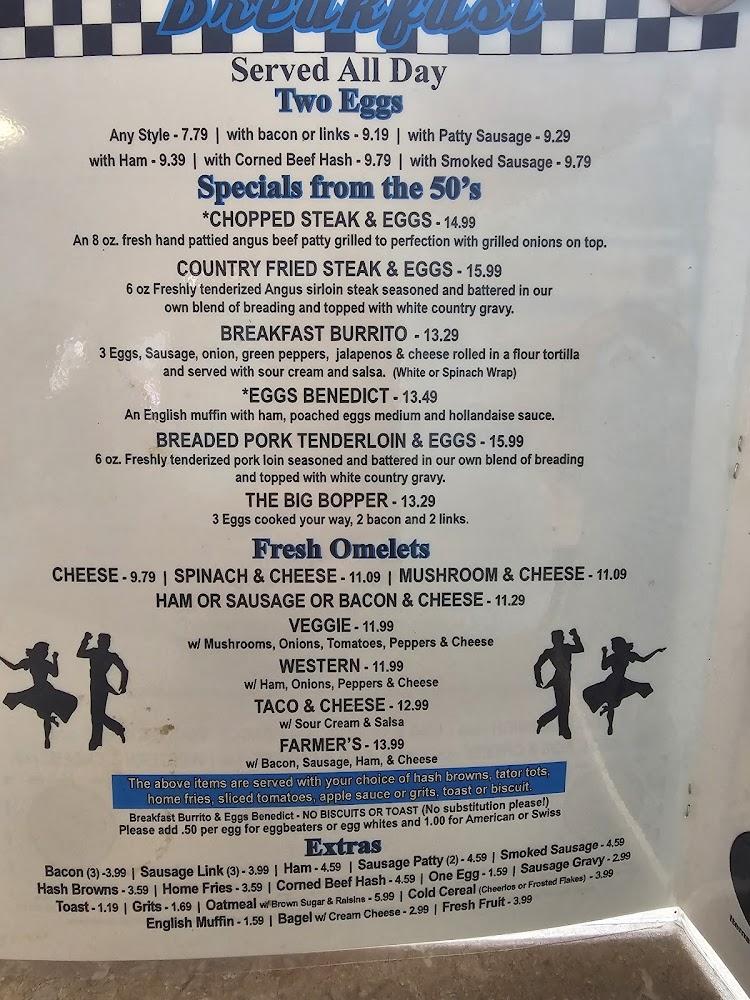 Breakfast
Served All Day
Two Eggs
Any Style - 7.79 | with bacon or links - 9.19 | with Patty Sausage - 9.29
with Ham - 9.39 | with Corned Beef Hash - 9.79 | with Smoked Sausage - 9.79
Specials from the 50's
*CHOPPED STEAK & EGGS - 14.99
An 8 oz. fresh hand pattied angus beef patty grilled to perfection with grilled onions on top.
COUNTRY FRIED STEAK & EGGS - 15.99
6 oz Freshly tenderized Angus sirloin steak seasoned and battered in our
own blend of breading and topped with white country gravy.
BREAKFAST BURRITO - 13.29
3 Eggs, Sausage, onion, green peppers, jalapenos & cheese rolled in a flour tortilla
and served with sour cream and salsa. (White or Spinach Wrap)
*EGGS BENEDICT - 13.49
An English muffin with ham, poached eggs medium and hollandaise sauce.
BREADED PORK TENDERLOIN & EGGS - 15.99
6 oz. Freshly tenderized pork loin seasoned and battered in our own blend of breading
and topped with white country gravy.
THE BIG BOPPER - 13.29
3 Eggs cooked your way, 2 bacon and 2 links.
Fresh Omelets
CHEESE - 9.79 | SPINACH & CHEESE - 11.09 | MUSHROOM & CHEESE - 11.09
HAM OR SAUSAGE OR BACON & CHEESE - 11.29
VEGGIE - 11.99
w/ Mushrooms, Onions, Tomatoes, Peppers & Cheese
WESTERN - 11.99
w/ Ham, Onions, Peppers & Cheese
TACO & CHEESE - 12.99
w/ Sour Cream & Salsa
FARMER'S - 13.99
w/ Bacon, Sausage, Ham, & Cheese
The above items are served with your choice of hash browns, tator tots,
home fries, sliced tomatoes, apple sauce or grits, toast or biscuit.
Breakfast Burrito & Eggs Benedict - NO BISCUITS OR TOAST (No substitution please!)
Please add .50 per egg for eggbeaters or egg whites and 1.00 for American or Swiss
Extras
Bacon (3) -3.99 | Sausage Link (3) - 3.99 | Ham - 4.59 | Sausage Patty (2) - 4.59 | Smoked Sausage - 4.59
Hash Browns - 3.59 | Home Fries - 3.59 | Corned Beef Hash - 4.59 | One Egg - 1.59 | Sausage Gravy - 2.99
Toast - 1.19 | Grits - 1.69 | Oatmeal w/ Brown Sugar & Raisins - 5.99 | Cold Cereal (Cheerios or Frosted Flakes) - 3.99
English Muffin - 1.59 | Bagel w/ Cream Cheese - 2.99 | Fresh Fruit - 3.99